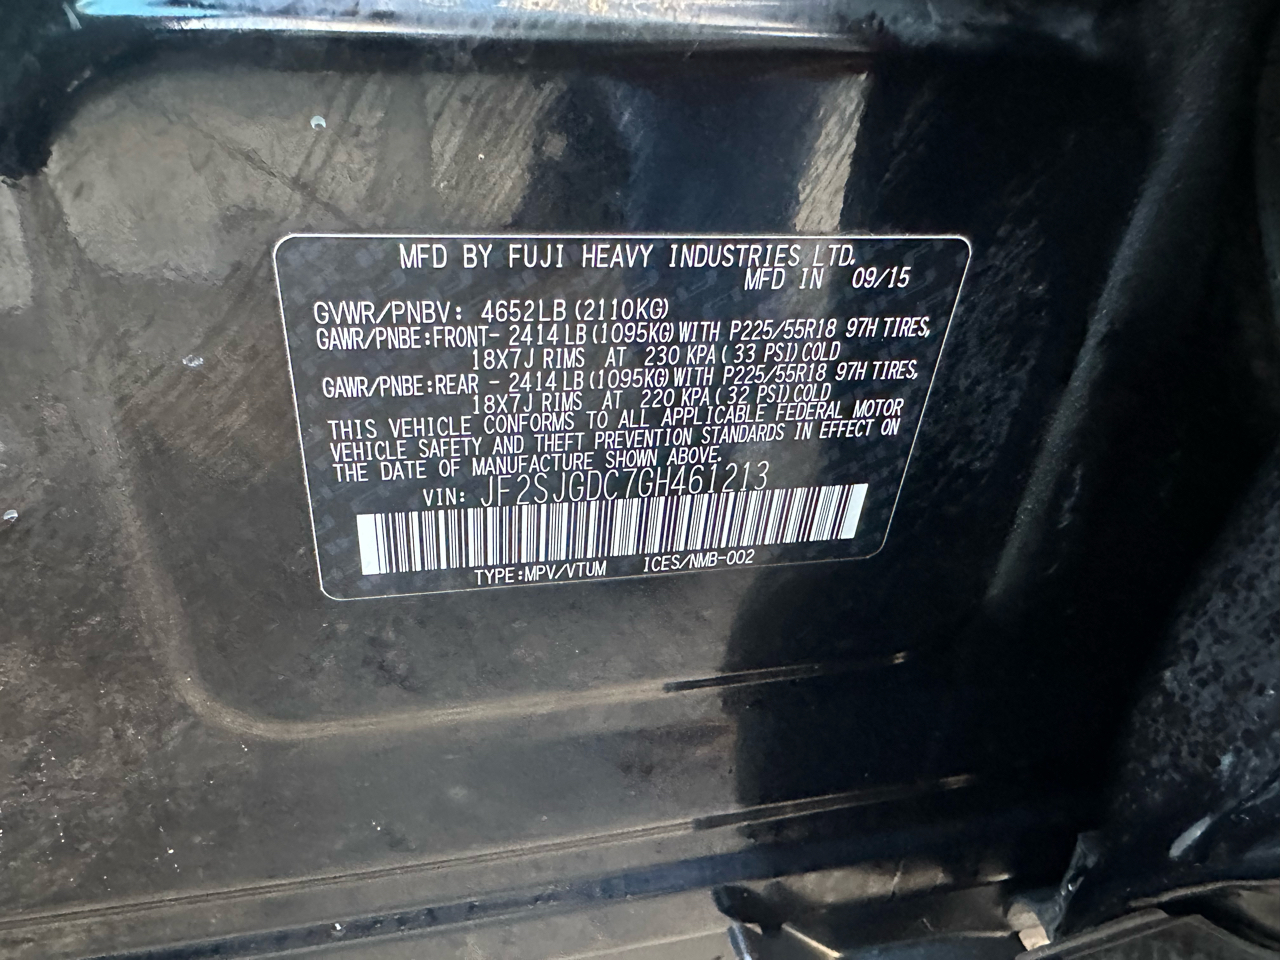 MFD BY FUJI HEAVY INDUSTRIES LTD.
MFD IN 09/15
GVWR/PNBV: 4652LB(2110KG)
GAWR/PNBE:FRONT- 2414LB(1095KG)WITH P225/55R18 97H TIRES,
18X7J RIMS AT 230 KPA(33 PSI)COLD
GAWR/PNBE:REAR - 2414LB(1095KG)WITH P225/55R18 97H TIRES,
18X7J RIMS AT 220 KPA(32 PSI)COLD
THIS VEHICLE CONFORMS TO ALL APPLICABLE FEDERAL MOTOR
VEHICLE SAFETY AND THEFT PREVENTION STANDARDS IN EFFECT ON
THE DATE OF MANUFACTURE SHOWN ABOVE.
VIN: JF2SJGDC7GH461213
TYPE:MPV/VTUM ICES/NMB-002